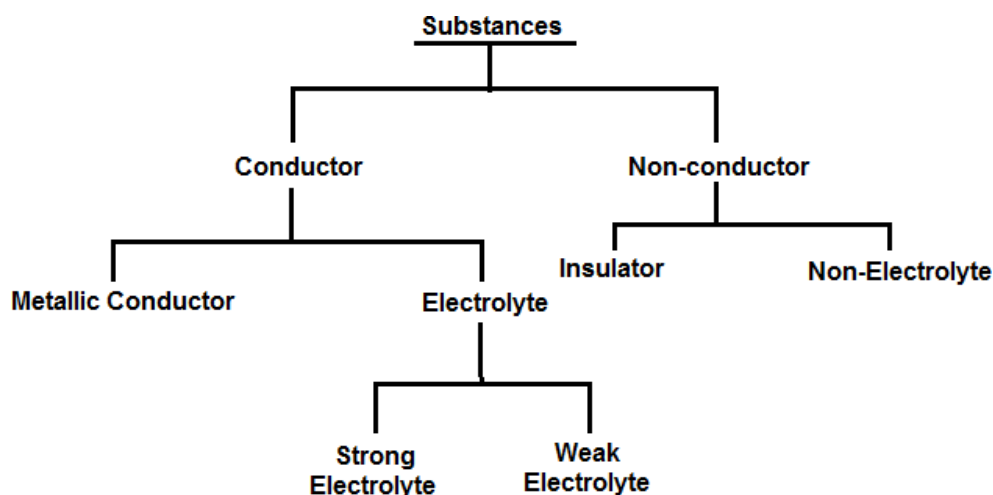 Substances
Conductor
Non-conductor
Insulator
Non-Electrolyte
Metallic Conductor
Electrolyte
Strong
Electrolyte
Weak
Electrolyte